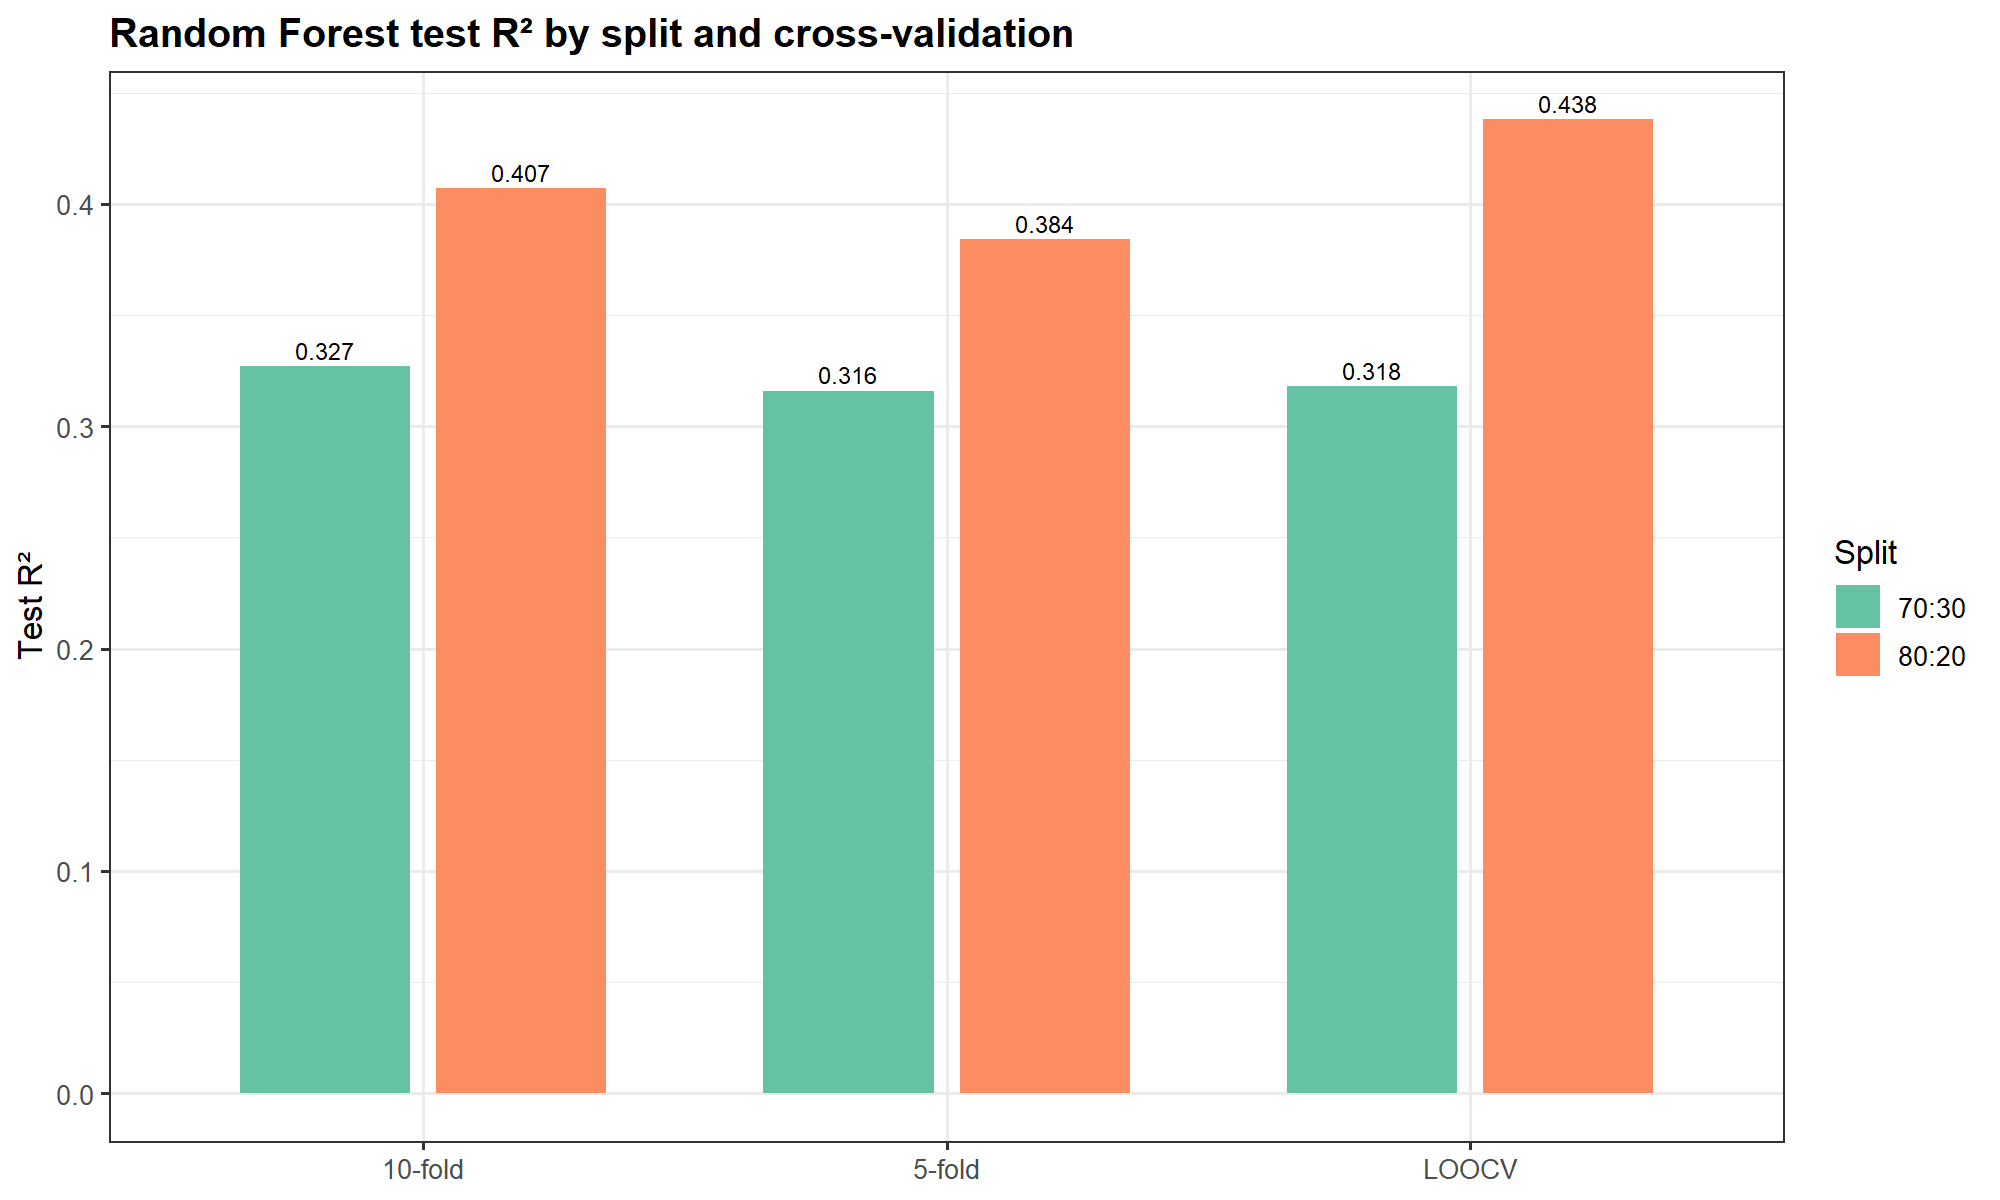 Random Forest test R² by split and cross-validation
Test R²
0.4
0.3
0.2
0.1
0.0
0.327
0.407
0.316
0.384
0.318
0.438
10-fold
5-fold
LOOCV
Split
70:30
80:20